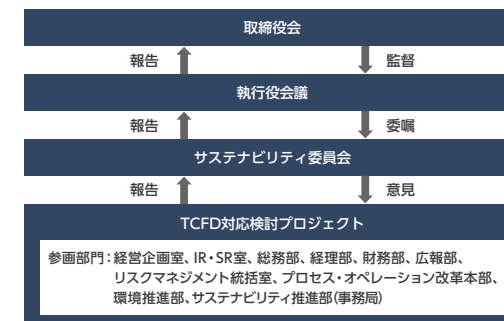 取締役会
報告 監督
執行役会議
報告 委嘱
サステナビリティ委員会
報告 意見
TCFD対応検討プロジェクト
参画部門：経営企画室、IR・SR室、総務部、経理部、財務部、広報部、
リスクマネジメント統括室、プロセス・オペレーション改革本部、
環境推進部、サステナビリティ推進部(事務局)